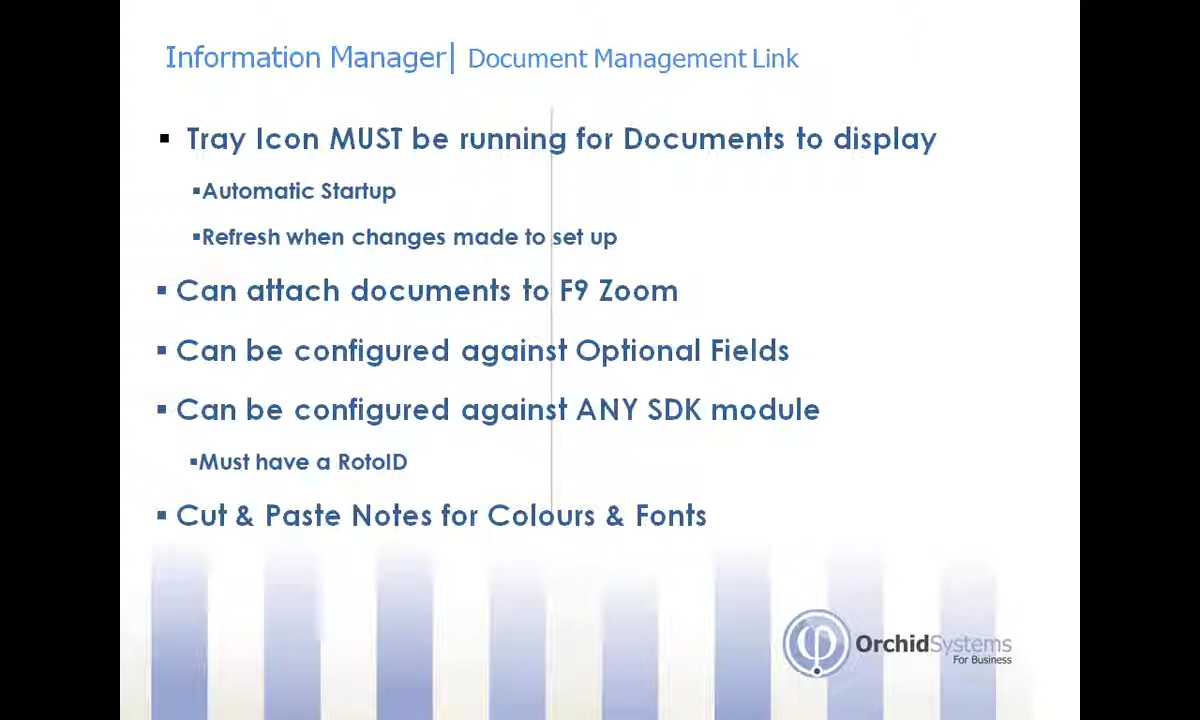 Information Manager| Document Management Link
▪ Tray Icon MUST be running for Documents to display
▪Automatic Startup
▪Refresh when changes made to set up
▪ Can attach documents to F9 Zoom
▪ Can be configured against Optional Fields
▪ Can be configured against ANY SDK module
▪Must have a RotoID
▪ Cut & Paste Notes for Colours & Fonts
OrchidSystems
For Business